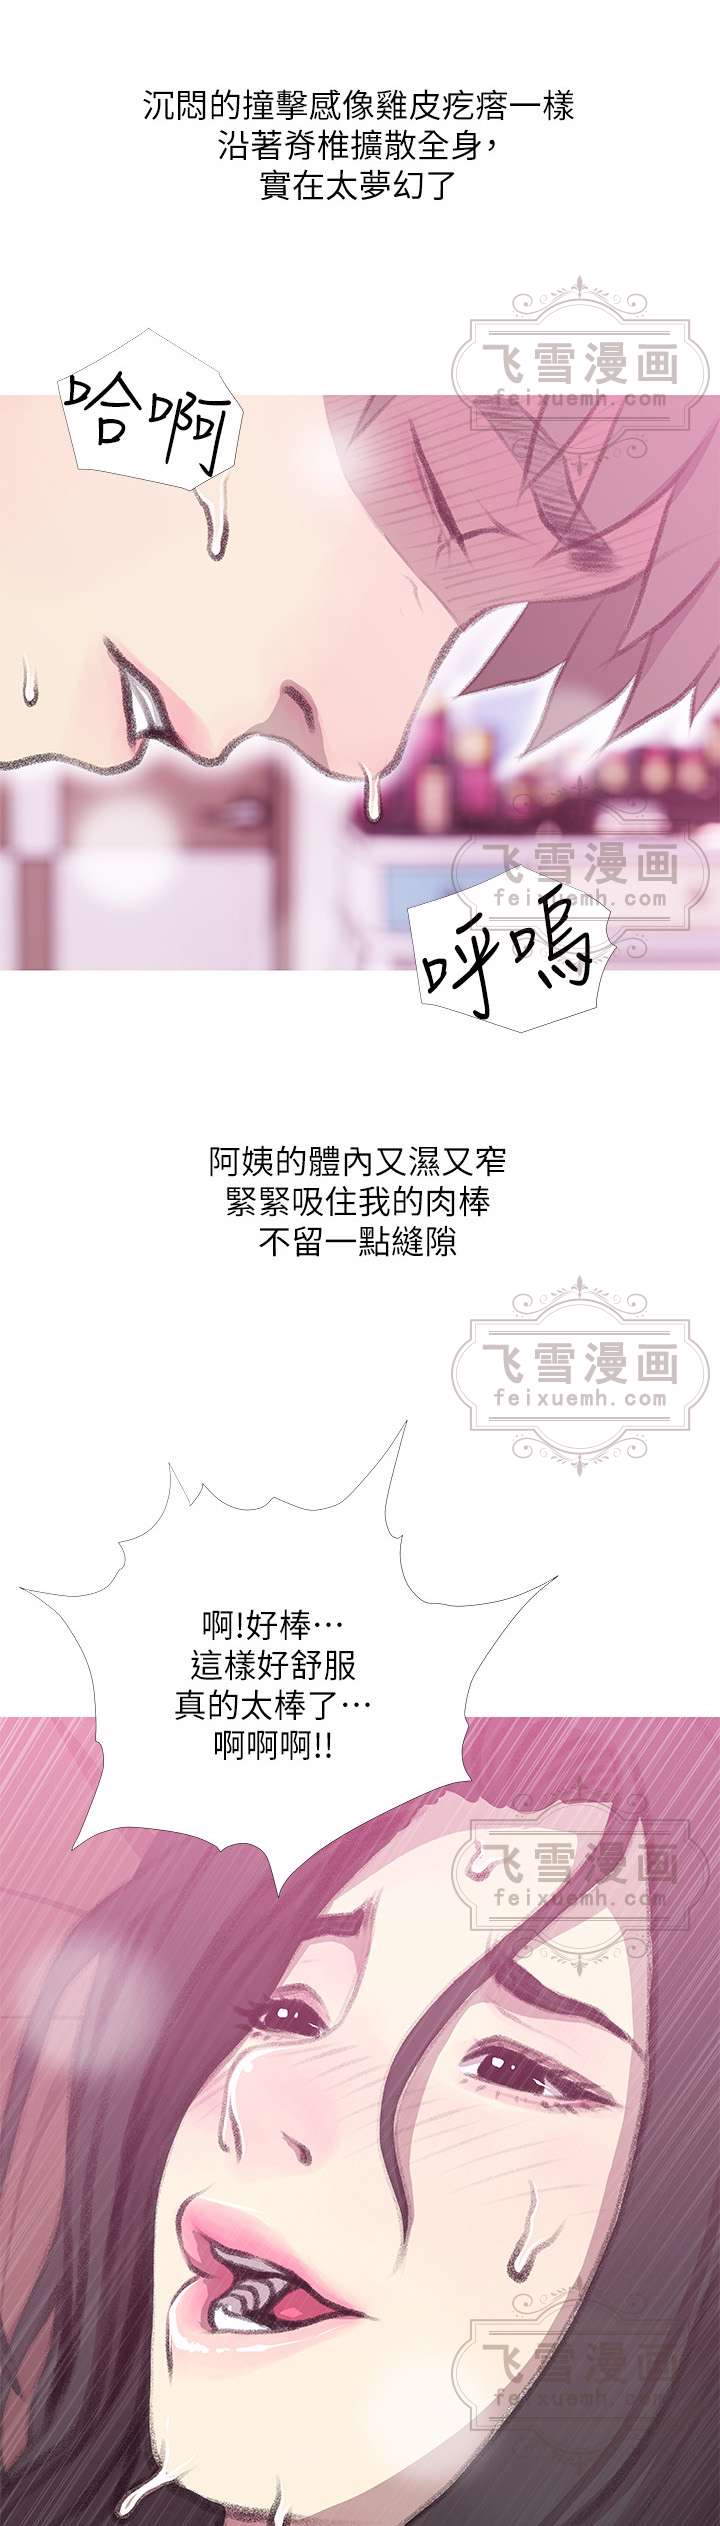 沉悶的撞擊感像雞皮疙瘩一樣
沿著脊椎擴散全身，
實在太夢幻了
飞雪漫画
feixuemh.com
哈啊
飞雪漫画
feixuemh.com
呼嗚
阿姨的體內又濕又窄
緊緊吸住我的肉棒
不留一點縫隙
飞雪漫画
feixuemh.com
啊!好棒⋯
這樣好舒服
真的太棒了⋯
啊啊啊!!
飞雪漫画
feixuemh.com
飞雪漫画
feixuemh.com